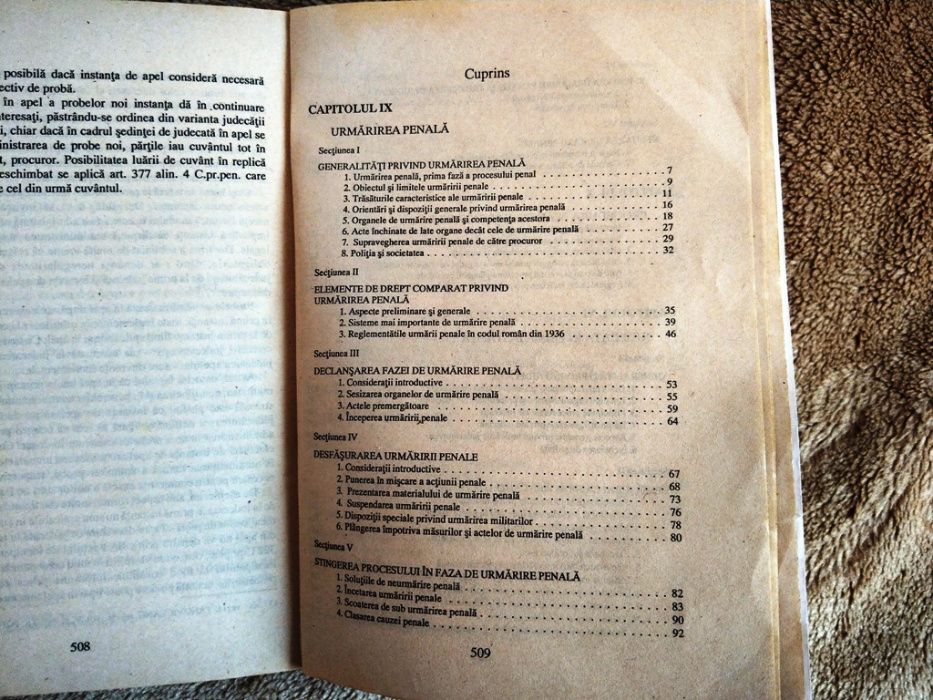 posibilă dacă instanţa de apel consideră necesară
ectiv de probă.
în apel a probelor noi instanţa dă în continuare
nteresaţi, păstrându-se ordinea din varianta judecăţii
i, chiar dacă în cadrul şedinţei de judecată în apel se
ministrarea de probe noi, părţile iau cuvântul tot în
t, procuror. Posibilitatea luării de cuvânt în replică
eschimbat se aplică art. 377 alin. 4 C.pr.pen. care
e cel din urmă cuvântul.
508
Cuprins
CAPITOLUL IX
URMĂRIREA PENALĂ
Secţiunea I
GENERALITĂŢI PRIVIND URMĂRIREA PENALĂ
1. Urmărirea penală, prima fază a procesului penal . . . 7
2. Obiectul şi limitele urmăririi penale . . . 9
3. Trăsăturile caracteristice ale urmăririi penale . . . 11
4. Orientări şi dispoziţii generale privind urmărirea penală . . . 16
5. Organele de urmărire penală şi competenţa acestora . . . 18
6. Acte închinate de late organe decât cele de urmărire penală . . . 27
7. Supravegherea urmăririi penale de către procuror . . . 29
8. Poliţia şi societatea . . . 32
Secţiunea II
ELEMENTE DE DREPT COMPARAT PRIVIND
URMĂRIREA PENALĂ
1. Aspecte preliminare şi generale . . . 35
2. Sisteme mai importante de urmărire penală . . . 39
3. Reglementătile urmării penale în codul român din 1936 . . . 46
Secţiunea III
DECLANŞAREA FAZEI DE URMĂRIRE PENALĂ
1. Consideraţii introductive . . . 53
2. Sesizarea organelor de urmărire penală . . . 55
3. Actele premergătoare . . . 59
4. Începerea urmăririi penale . . . 64
Secţiunea IV
DESFĂŞURAREA URMĂRIRII PENALE
1. Consideraţii introductive . . . 67
2. Punerea în mişcare a acţiunii penale . . . 68
3. Prezentarea materialului de urmărire penală . . . 73
4. Suspendarea urmăririi penale . . . 76
5. Dispoziţii speciale privind urmărirea militarilor . . . 78
6. Plângerea împotriva măsurilor şi actelor de urmărire penală . . . 80
Secţiunea V
STINGEREA PROCESULUI ÎN FAZA DE URMĂRIRE PENALĂ
1. Soluţiile de neurmărire penală . . . 82
2. Încetarea urmăririi penale . . . 83
3. Scoaterea de sub urmărirea penală . . . 90
4. Clasarea cauzei penale . . . 92
509